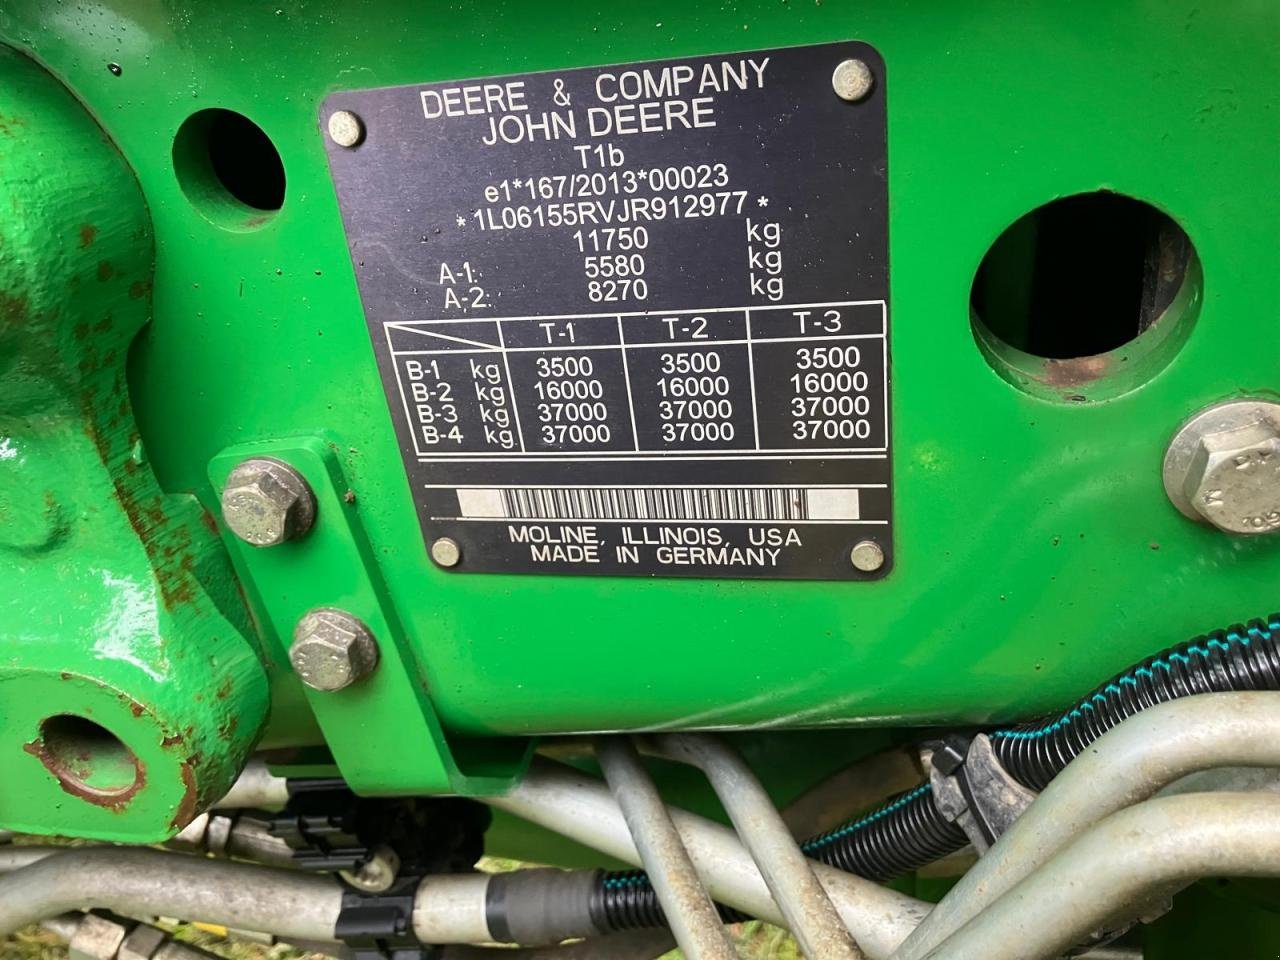 DEERE & COMPANY
JOHN DEERE
T1b
e1*167/2013*00023
*1L06155RVJR912977*
11750 kg
A-1: 5580 kg
A-2: 8270 kg
T-1 T-2 T-3
B-1 kg 3500 3500 3500
B-2 kg 16000 16000 16000
B-3 kg 37000 37000 37000
B-4 kg 37000 37000 37000
MOLINE, ILLINOIS, USA
MADE IN GERMANY